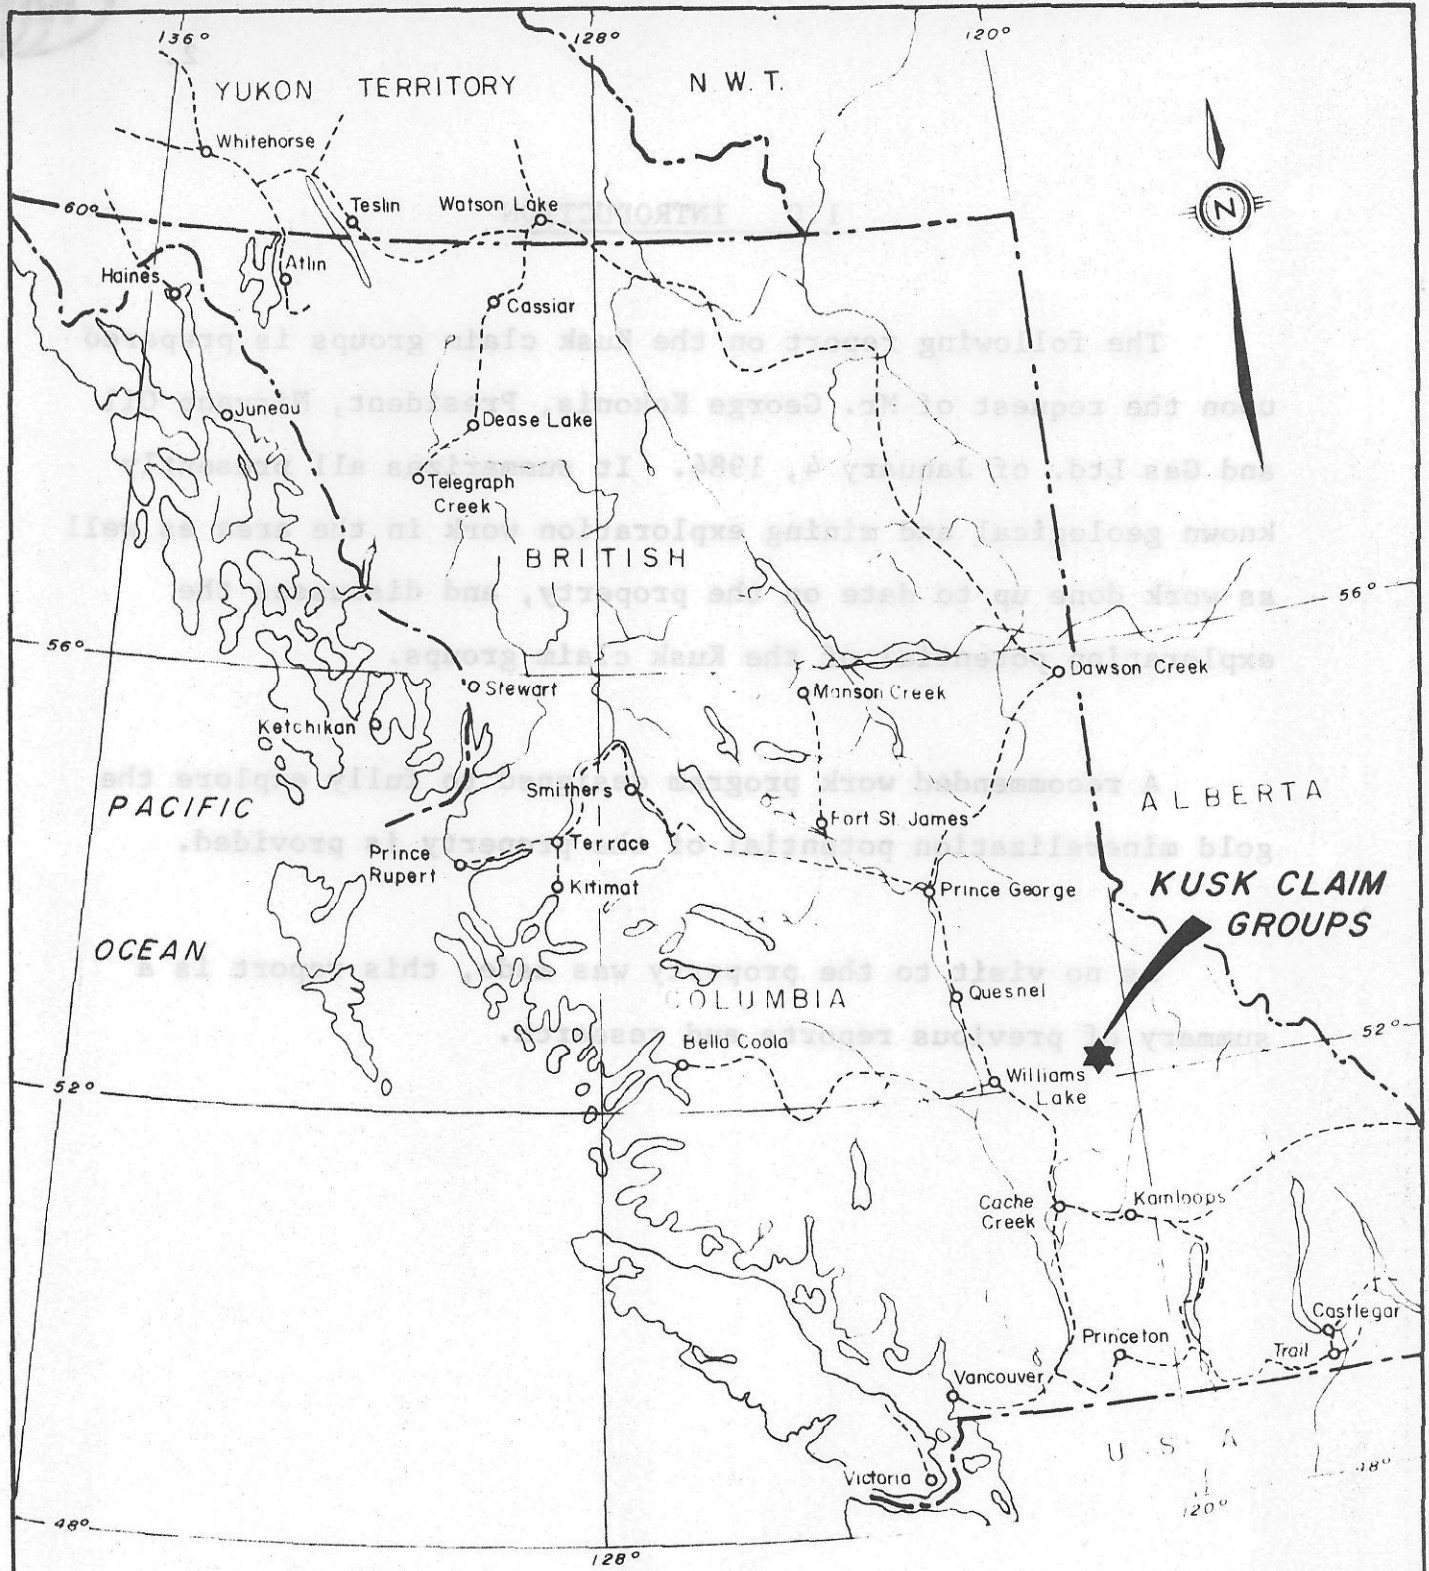 136°
128°
120°
YUKON TERRITORY
N.W.T.
Whitehorse
60°
Teslin
Watson Lake
N
Haines
Atlin
Cassiar
Juneau
Dease Lake
Telegraph
Creek
BRITISH
56°
56°
Dawson Creek
Stewart
Manson Creek
Ketchikan
PACIFIC
Smithers
ALBERTA
Fort St. James
Prince
Rupert
Terrace
Kitimat
Prince George
KUSK CLAIM
GROUPS
OCEAN
COLUMBIA
Quesnel
52°
Bella Coola
Williams
Lake
52°
Cache
Creek
Kamloops
Castlegar
Princeton
Trail
Vancouver
U S A
Victoria
48°
120°
48°
128°
1.0 INTRODUCTION
The following report on the Kusk claim groups is prepared
upon the request of Mr. George Kokonis, President,
and Gas Ltd. of January 4, 1984. It summarizes all
known geological and mining exploration work in the area as well
as work done up to date on the property, and discusses the
exploration potential of the Kusk claim groups.
A recommended work program designed to fully explore the
gold mineralization potential of the property is provided.
As no visit to the property was made, this report is a
summary of previous reports and research.